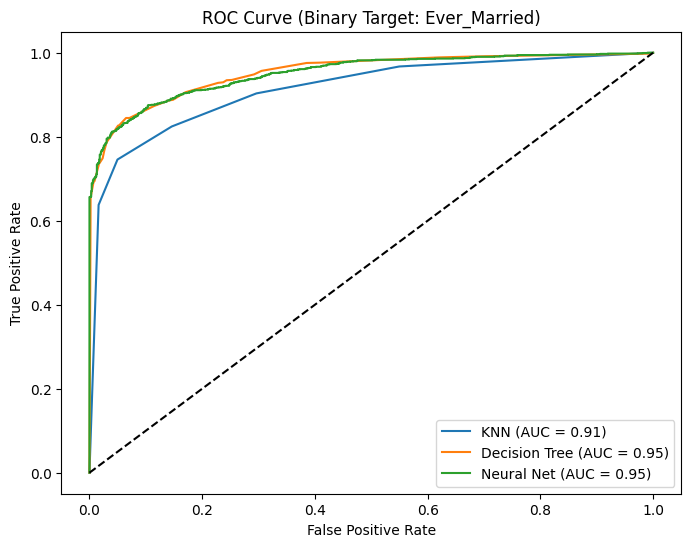 ROC Curve (Binary Target: Ever_Married)
True Positive Rate
1.0
0.8
0.6
0.4
0.2
0.0
KNN (AUC = 0.91)
Decision Tree (AUC = 0.95)
Neural Net (AUC = 0.95)
0.0 0.2 0.4 0.6 0.8 1.0
False Positive Rate